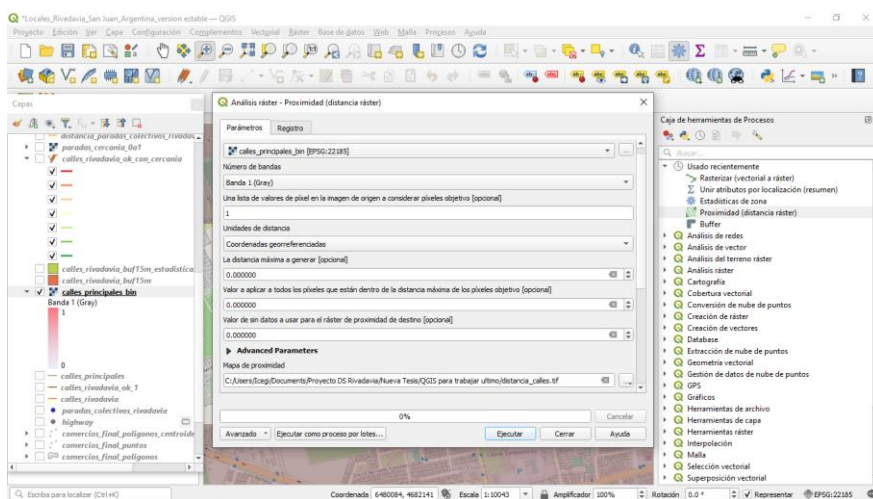 *Locales_Rivadavia_San Juan_Argentina_version estable — QGIS
Proyecto Edición Ver Capa Configuración Complementos Vectorial Ráster Base de datos Web Malla Procesos Ayuda
Capas
distancia_paradas_colectivos_rivadav
paradas_cercania_0a1
calles_rivadavia_ok_con_cercania
calles_rivadavia_buf15m_estadistica
calles_rivadavia_buf15m
calles_principales_bin
Banda 1 (Gray)
1
0
calles_principales
calles_rivadavia_ok_1
calles_rivadavia
paradas_colectivos_rivadavia
highway
comercios_final_poligonos_centroide
comercios_final_puntos
comercios_final_poligonos
Análisis ráster - Proximidad (distancia ráster)
Parámetros Registro
calles_principales_bin [EPSG:22185]
Número de bandas
Banda 1 (Gray)
Una lista de valores de píxel en la imagen de origen a considerar píxeles objetivo [opcional]
1
Unidades de distancia
Coordenadas georreferenciadas
La distancia máxima a generar [opcional]
0.000000
Valor a aplicar a todos los píxeles que están dentro de la distancia máxima de los píxeles objetivo [opcional]
0.000000
Valor de sin datos a usar para el ráster de proximidad de destino [opcional]
0.000000
Advanced Parameters
Mapa de proximidad
C:/Users/Icegi/Documents/Proyecto DS Rivadavia/Nueva Tesis/QGIS para trabajar ultimo/distancia_calles.tif
0%
Cancelar
Avanzado Ejecutar como proceso por lotes... Ejecutar Cerrar Ayuda
Caja de herramientas de Procesos
Buscar...
Usado recientemente
Rasterizar (vectorial a ráster)
Unir atributos por localización (resumen)
Estadísticas de zona
Proximidad (distancia ráster)
Buffer
Análisis de redes
Análisis de vector
Análisis del terreno ráster
Análisis ráster
Cartografía
Cobertura vectorial
Conversión de nube de puntos
Creación de ráster
Creación de vectores
Database
Extracción de nube de puntos
Geometría vectorial
Gestión de datos de nube de puntos
GPS
Gráficos
Herramientas de archivo
Herramientas de capa
Herramientas ráster
Interpolación
Malla
Selección vectorial
Superposición vectorial
Escriba para localizar (Ctrl+K)
Coordenada 6480084, 4682141 Escala 1:10043 Amplificador 100% Rotación 0.0 ° Representar EPSG:22185